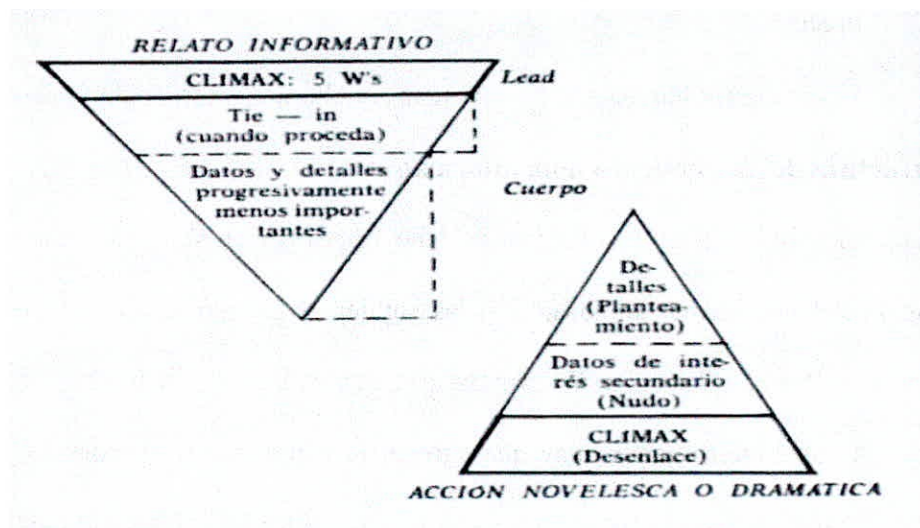 RELATO INFORMATIVO
CLIMAX: 5 W's
Lead
Tie — in
(cuando proceda)
Datos y detalles
progresivamente
menos impor-
tantes
Cuerpo
De-
talles
(Plantea-
miento)
Datos de inte-
rés secundario
(Nudo)
CLIMAX
(Desenlace)
ACCION NOVELESCA O DRAMATICA